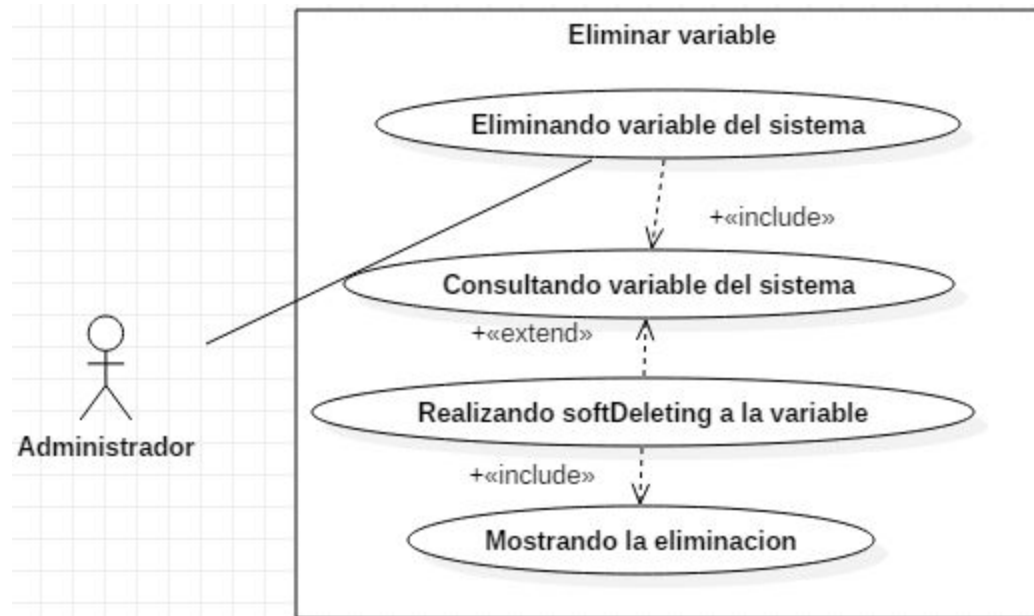 Eliminar variable
Eliminando variable del sistema
+«include»
Consultando variable del sistema
+«extend»
Realizando softDeleting a la variable
Administrador
+«include»
Mostrando la eliminacion